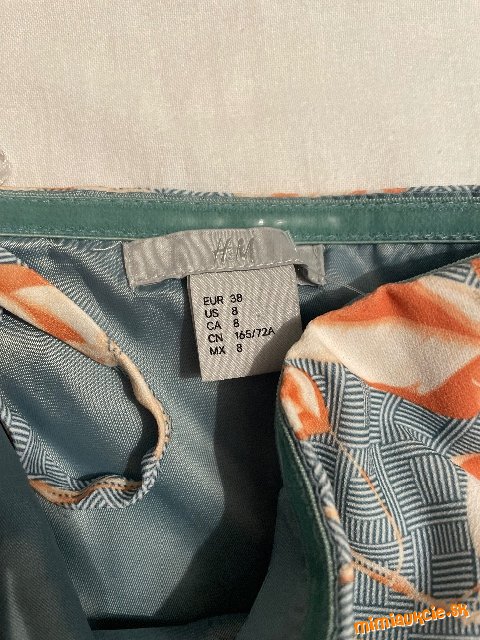 H&M
EUR 38
US 8
CA 8
CN 165/72A
MX 8
mimiaukcie.sk